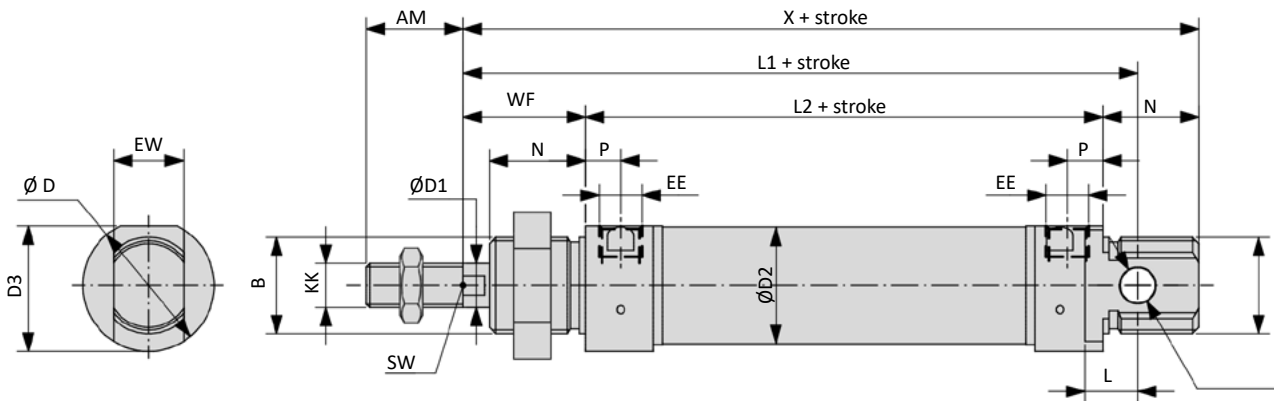 AM
X + stroke
L1 + stroke
WF
L2 + stroke
N
EW
N
P
P
Ø D
ØD1
EE
EE
D3
B
KK
ØD2
SW
L